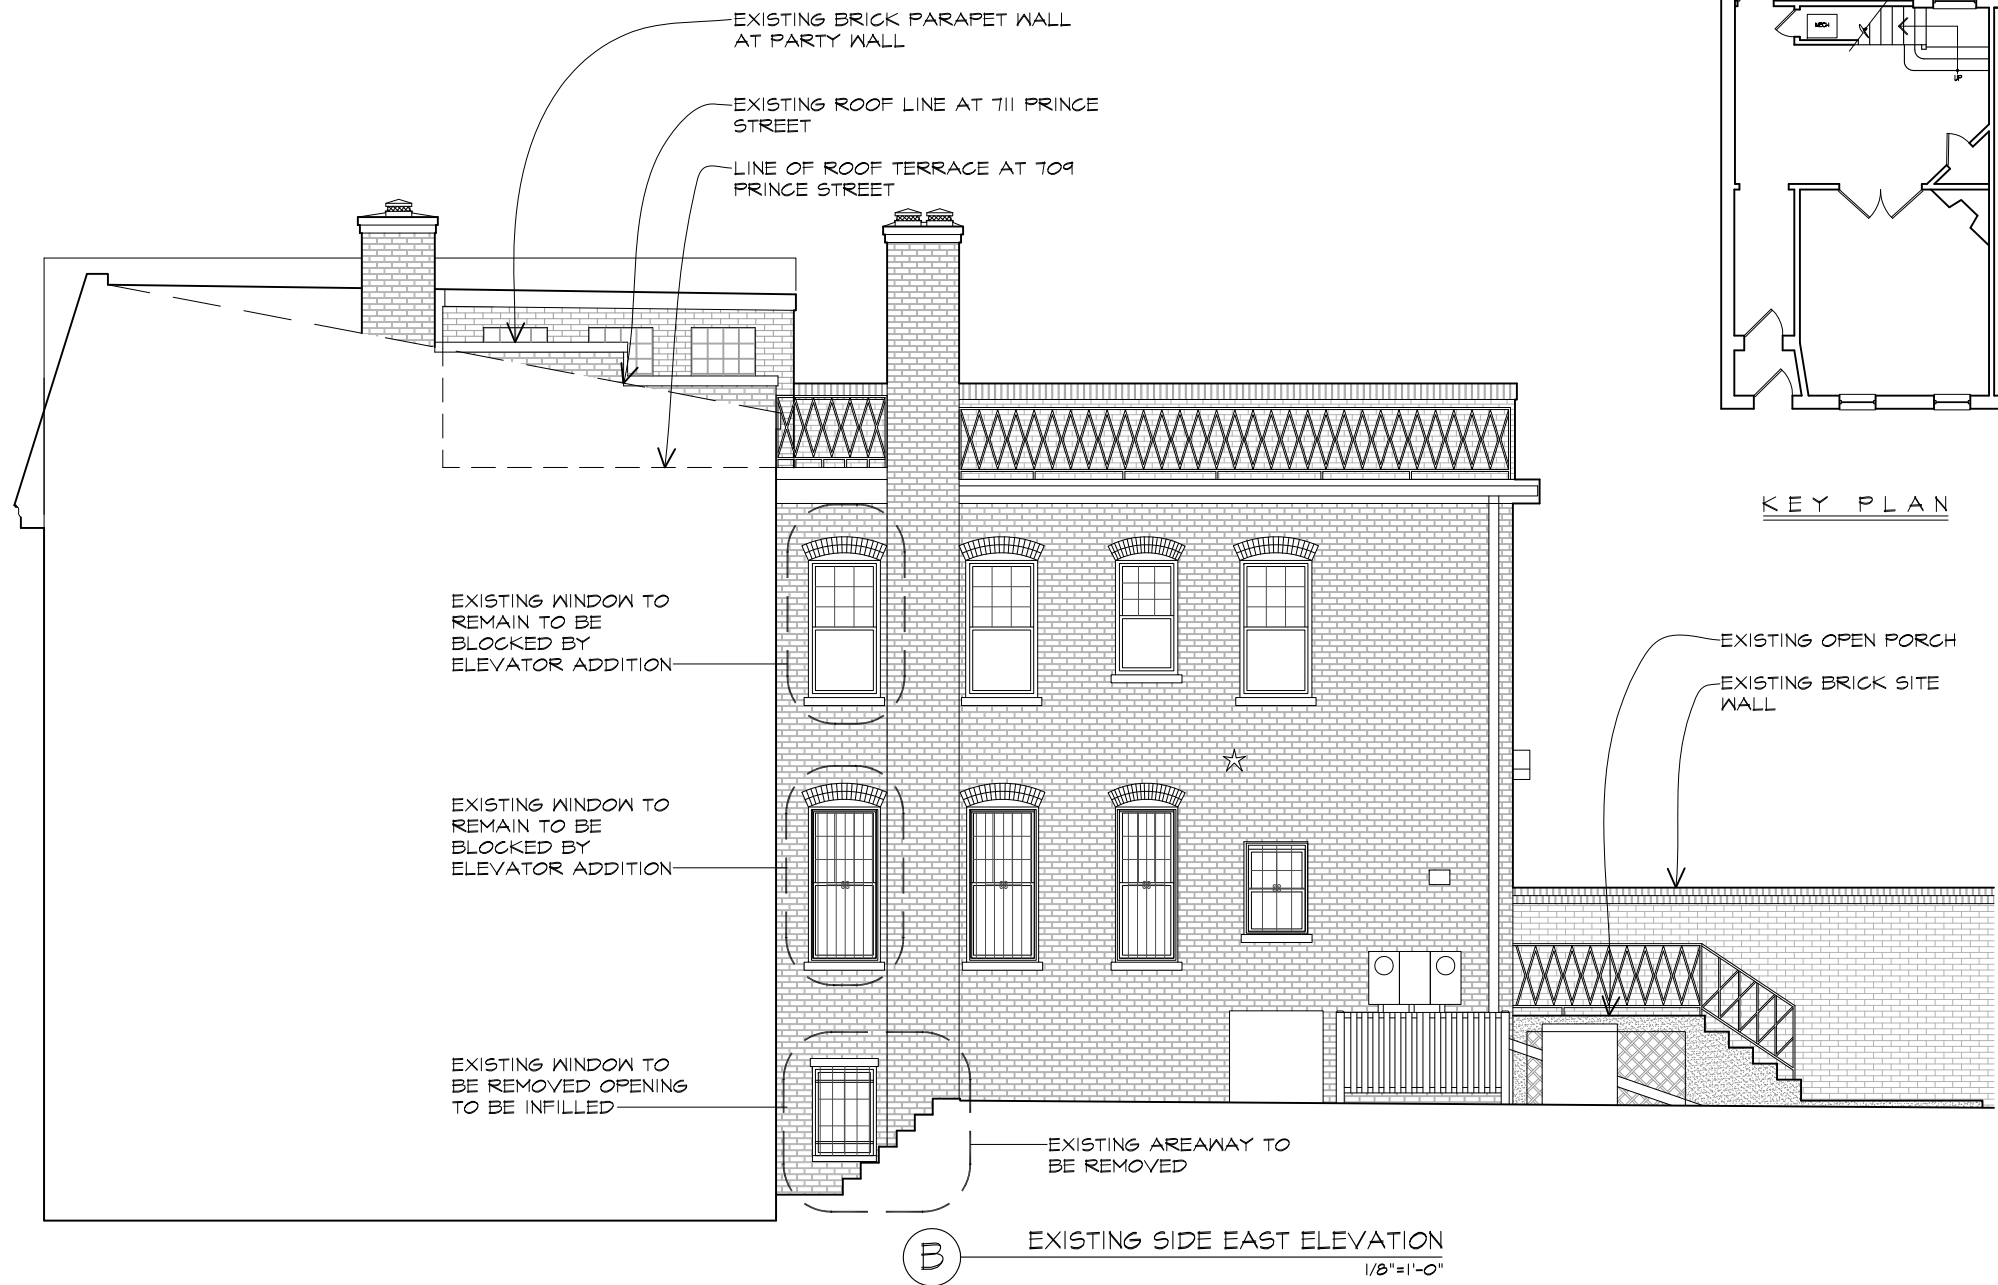 EXISTING BRICK PARAPET WALL
AT PARTY WALL
EXISTING ROOF LINE AT 711 PRINCE
STREET
LINE OF ROOF TERRACE AT 709
PRINCE STREET
MECH
UP
KEY PLAN
EXISTING WINDOW TO
REMAIN TO BE
BLOCKED BY
ELEVATOR ADDITION
EXISTING OPEN PORCH
EXISTING BRICK SITE
WALL
EXISTING WINDOW TO
REMAIN TO BE
BLOCKED BY
ELEVATOR ADDITION
EXISTING WINDOW TO
BE REMOVED OPENING
TO BE INFILLED
EXISTING AREAWAY TO
BE REMOVED
B
EXISTING SIDE EAST ELEVATION
1/8"=1'-0"